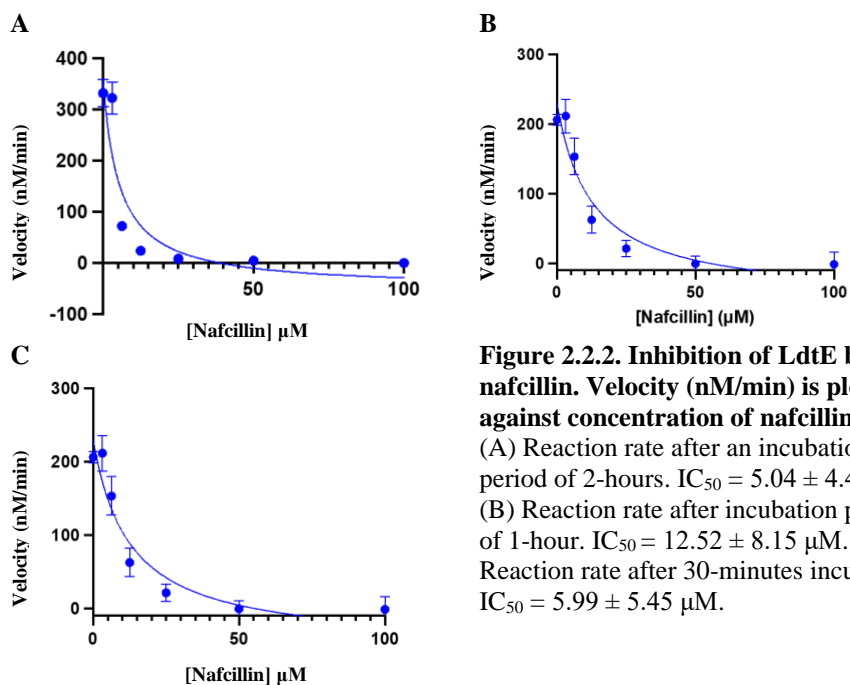 A
400
300
200
100
0
-100
50
100
Velocity (nM/min)
[Nafcillin] µM
B
300
200
100
0
0
50
100
Velocity (nM/min)
[Nafcillin] (µM)
C
300
200
100
0
0
50
100
Velocity (nM/min)
[Nafcillin] µM
Figure 2.2.2. Inhibition of LdtE b
nafcillin. Velocity (nM/min) is plo
against concentration of nafcillin
(A) Reaction rate after an incubatio
period of 2-hours. IC₅₀ = 5.04 ± 4.4
(B) Reaction rate after incubation p
of 1-hour. IC₅₀ = 12.52 ± 8.15 µM.
Reaction rate after 30-minutes incu
IC₅₀ = 5.99 ± 5.45 µM.